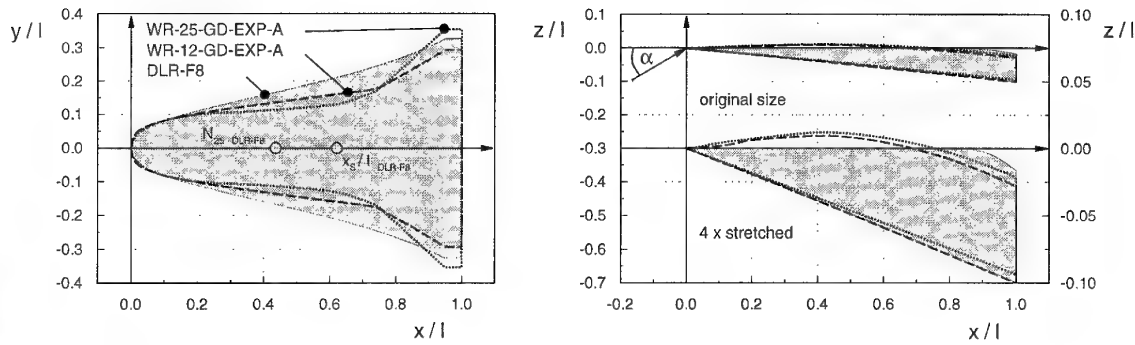 y/l
0.4
0.3
0.2
0.1
0.0
-0.1
-0.2
-0.3
-0.4
WR-25-GD-EXP-A
WR-12-GD-EXP-A
DLR-F8
N25 DLR-F8
xs/l DLR-F8
0.0 0.2 0.4 0.6 0.8 1.0
x/l
z/l
-0.1
0.0
-0.1
-0.2
-0.3
-0.4
-0.5
-0.6
-0.7
α
original size
4 x stretched
-0.2 0.0 0.2 0.4 0.6 0.8 1.0
x/l
z/l
0.10
0.05
0.00
-0.05
-0.10